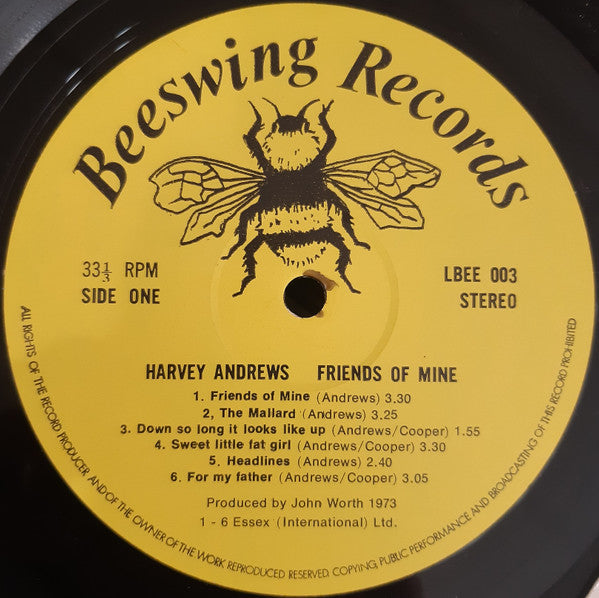 Beeswing Records
33⅓ RPM
SIDE ONE
LBEE 003
STEREO
HARVEY ANDREWS FRIENDS OF MINE
1. Friends of Mine (Andrews) 3.30
2, The Mallard (Andrews) 3.25
3. Down so long it looks like up (Andrews/Cooper) 1.55
4. Sweet little fat girl (Andrews/Cooper) 3.30
5. Headlines (Andrews) 2.40
6. For my father (Andrews/Cooper) 3.05
Produced by John Worth 1973
1 - 6 Essex (International) Ltd.
ALL RIGHTS OF THE RECORD PRODUCER, AND OF THE OWNER OF THE WORK REPRODUCED RESERVED. COPYING, PUBLIC PERFORMANCE AND BROADCASTING OF THIS RECORD PROHIBITED